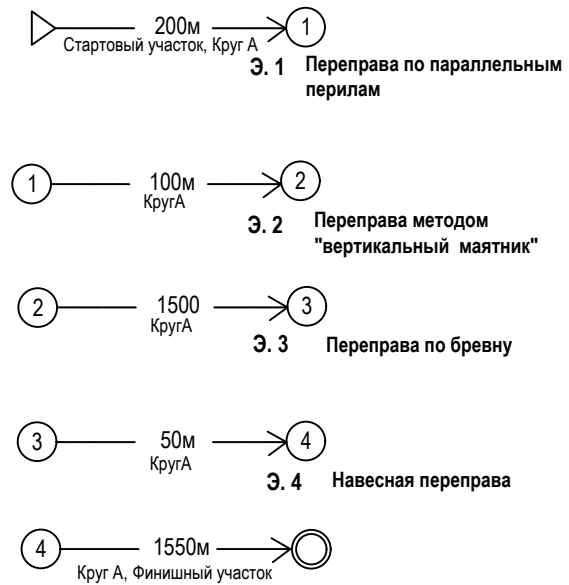 200м
1
Стартовый участок, Круг А
Э. 1 Переправа по параллельным
перилам
1 100м 2
КругА
Э. 2 Переправа методом
"вертикальный маятник"
2 1500 3
КругА
Э. 3 Переправа по бревну
3 50м 4
КругА
Э. 4 Навесная переправа
4 1550м
Круг А, Финишный участок